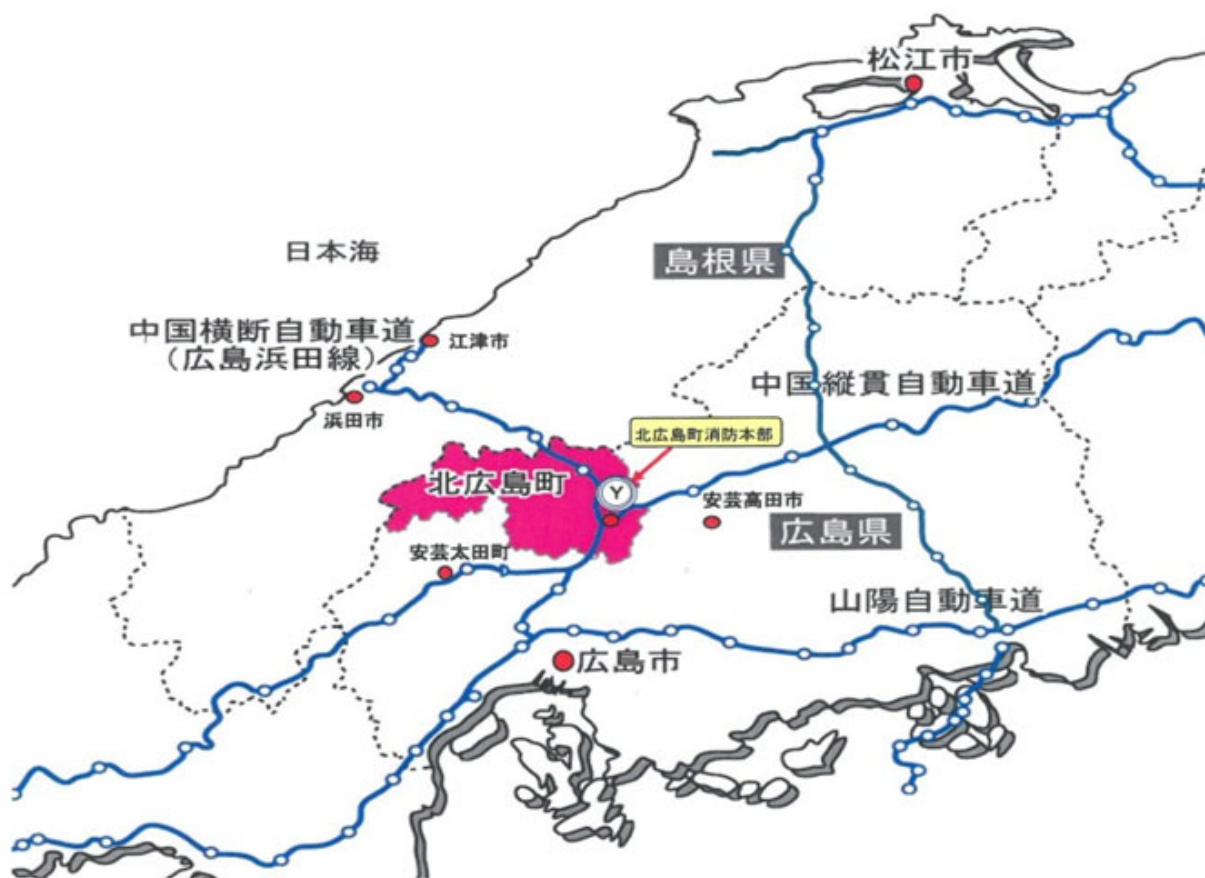 松江市
日本海
島根県
中国横断自動車道
(広島浜田線)
江津市
浜田市
中国縦貫自動車道
北広島町消防本部
北広島町
Y
安芸高田市
広島県
安芸太田町
山陽自動車道
広島市